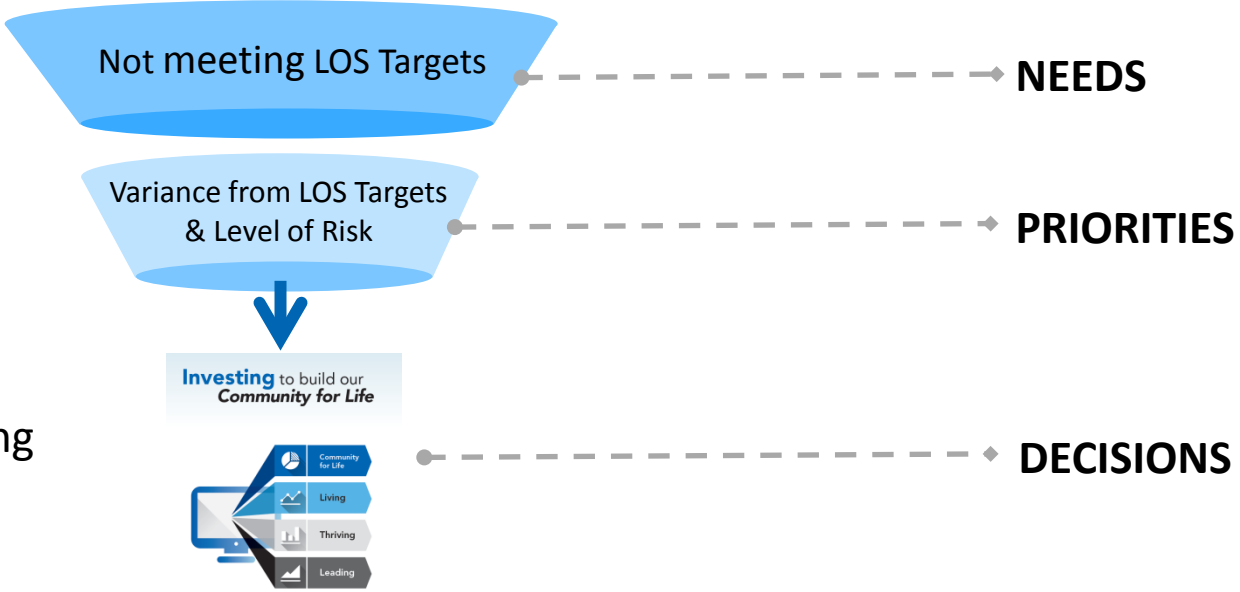 Not meeting LOS Targets
NEEDS
Variance from LOS Targets
& Level of Risk
PRIORITIES
Investing to build our
Community for Life
ng
DECISIONS
Community
for Life
Living
Thriving
Leading